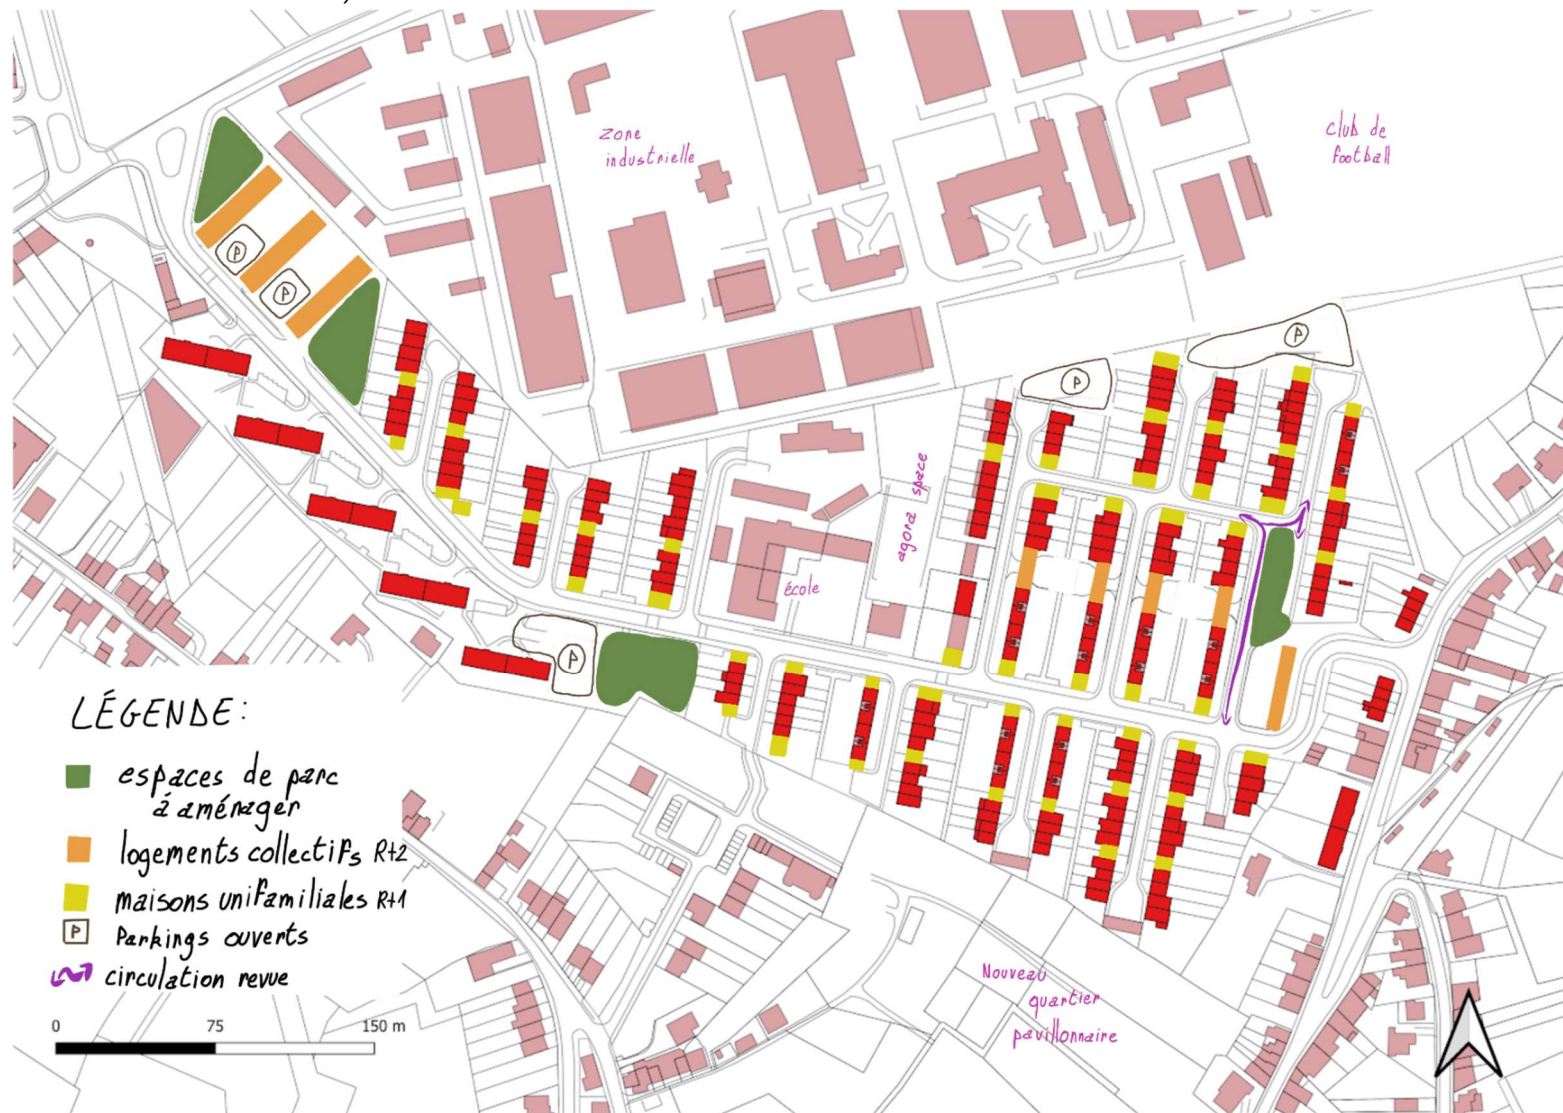 Zone
industrielle
club de
football
P
P
P
P
agora space
école
P
LÉGENDE:
espaces de parc
à aménager
logements collectifs R+2
maisons unifamiliales R+1
P Parkings ouverts
circulation revue
Nouveau
quartier
pavillonnaire
0 75 150 m